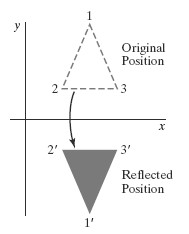 1
y
Original
Position
2 3
x
2' 3'
Reflected
Position
1'